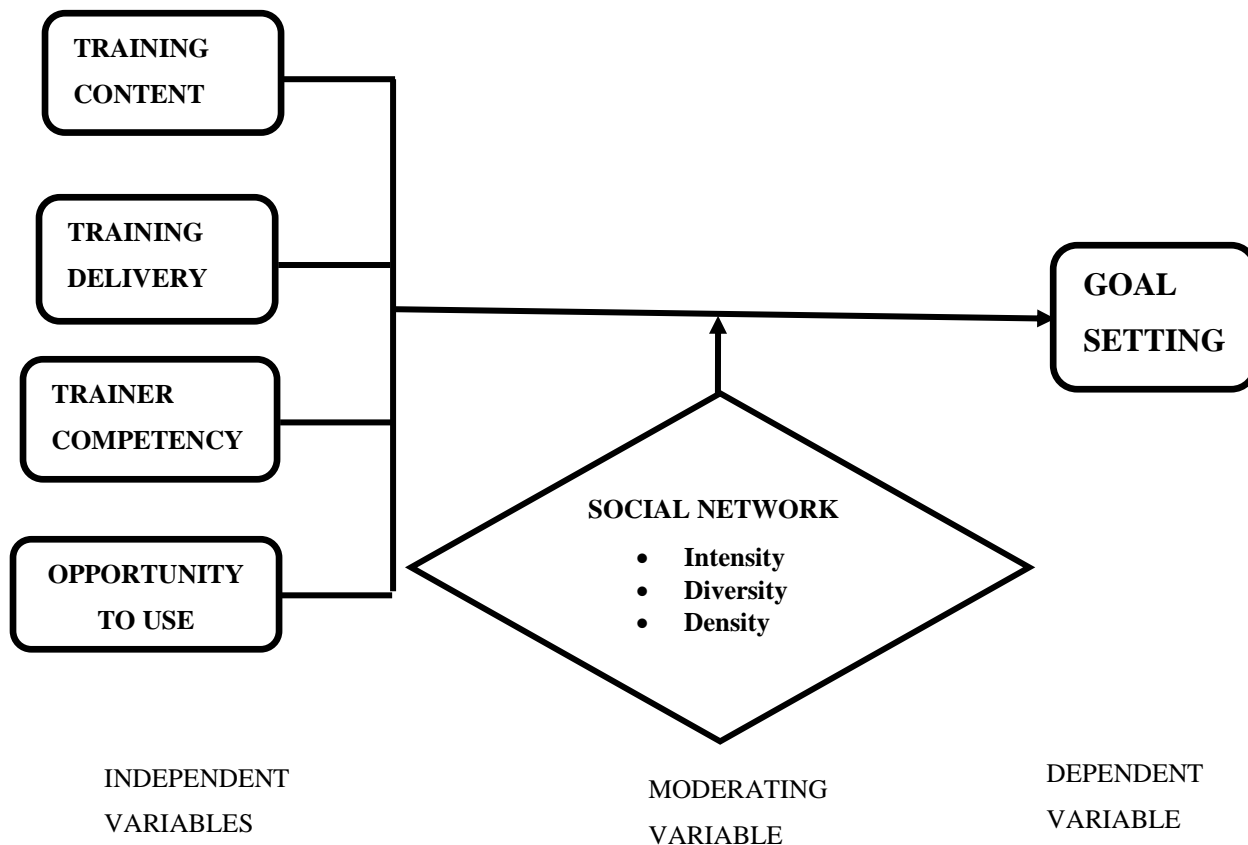 TRAINING
CONTENT
TRAINING
DELIVERY
TRAINER
COMPETENCY
OPPORTUNITY
TO USE
GOAL
SETTING
SOCIAL NETWORK
• Intensity
• Diversity
• Density
INDEPENDENT
VARIABLES
MODERATING
VARIABLE
DEPENDENT
VARIABLE